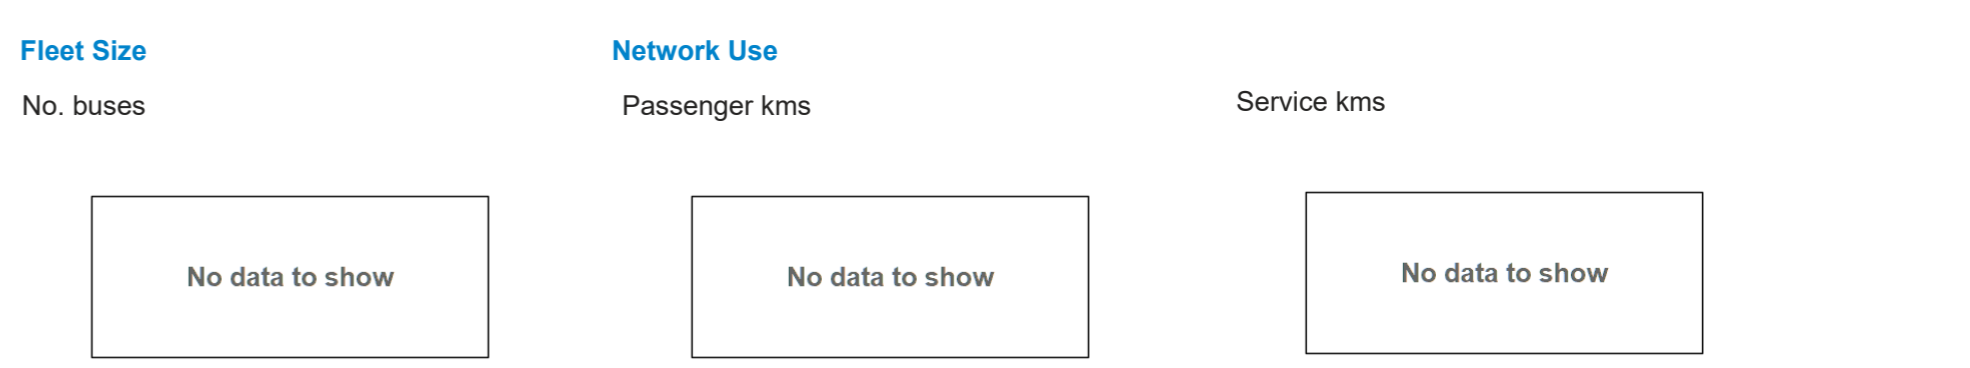 Fleet Size
No. buses
No data to show
Network Use
Passenger kms
No data to show
Service kms
No data to show